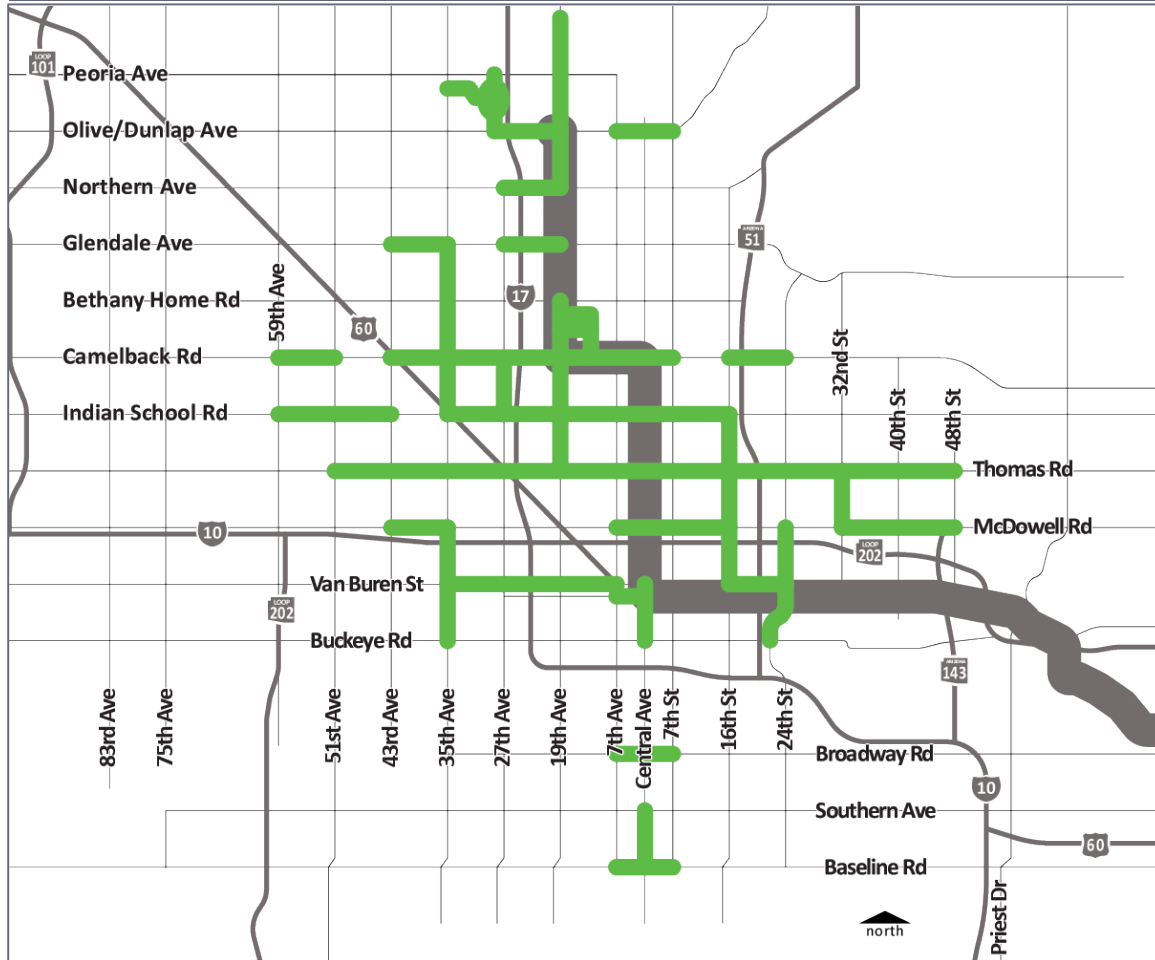 LOOP
101
Peoria Ave
Olive/Dunlap Ave
Northern Ave
ARIZONA
51
Glendale Ave
59th Ave
Bethany Home Rd
17
60
Camelback Rd
32nd St
Indian School Rd
40th St
48th St
Thomas Rd
10
McDowell Rd
LOOP
202
Van Buren St
LOOP
202
Buckeye Rd
ARIZONA
143
83rd Ave
75th Ave
51st Ave
43rd Ave
35th Ave
27th Ave
19th Ave
7th Ave
Central Ave
7th St
16th St
24th St
Broadway Rd
10
Southern Ave
60
Baseline Rd
Priest Dr
north